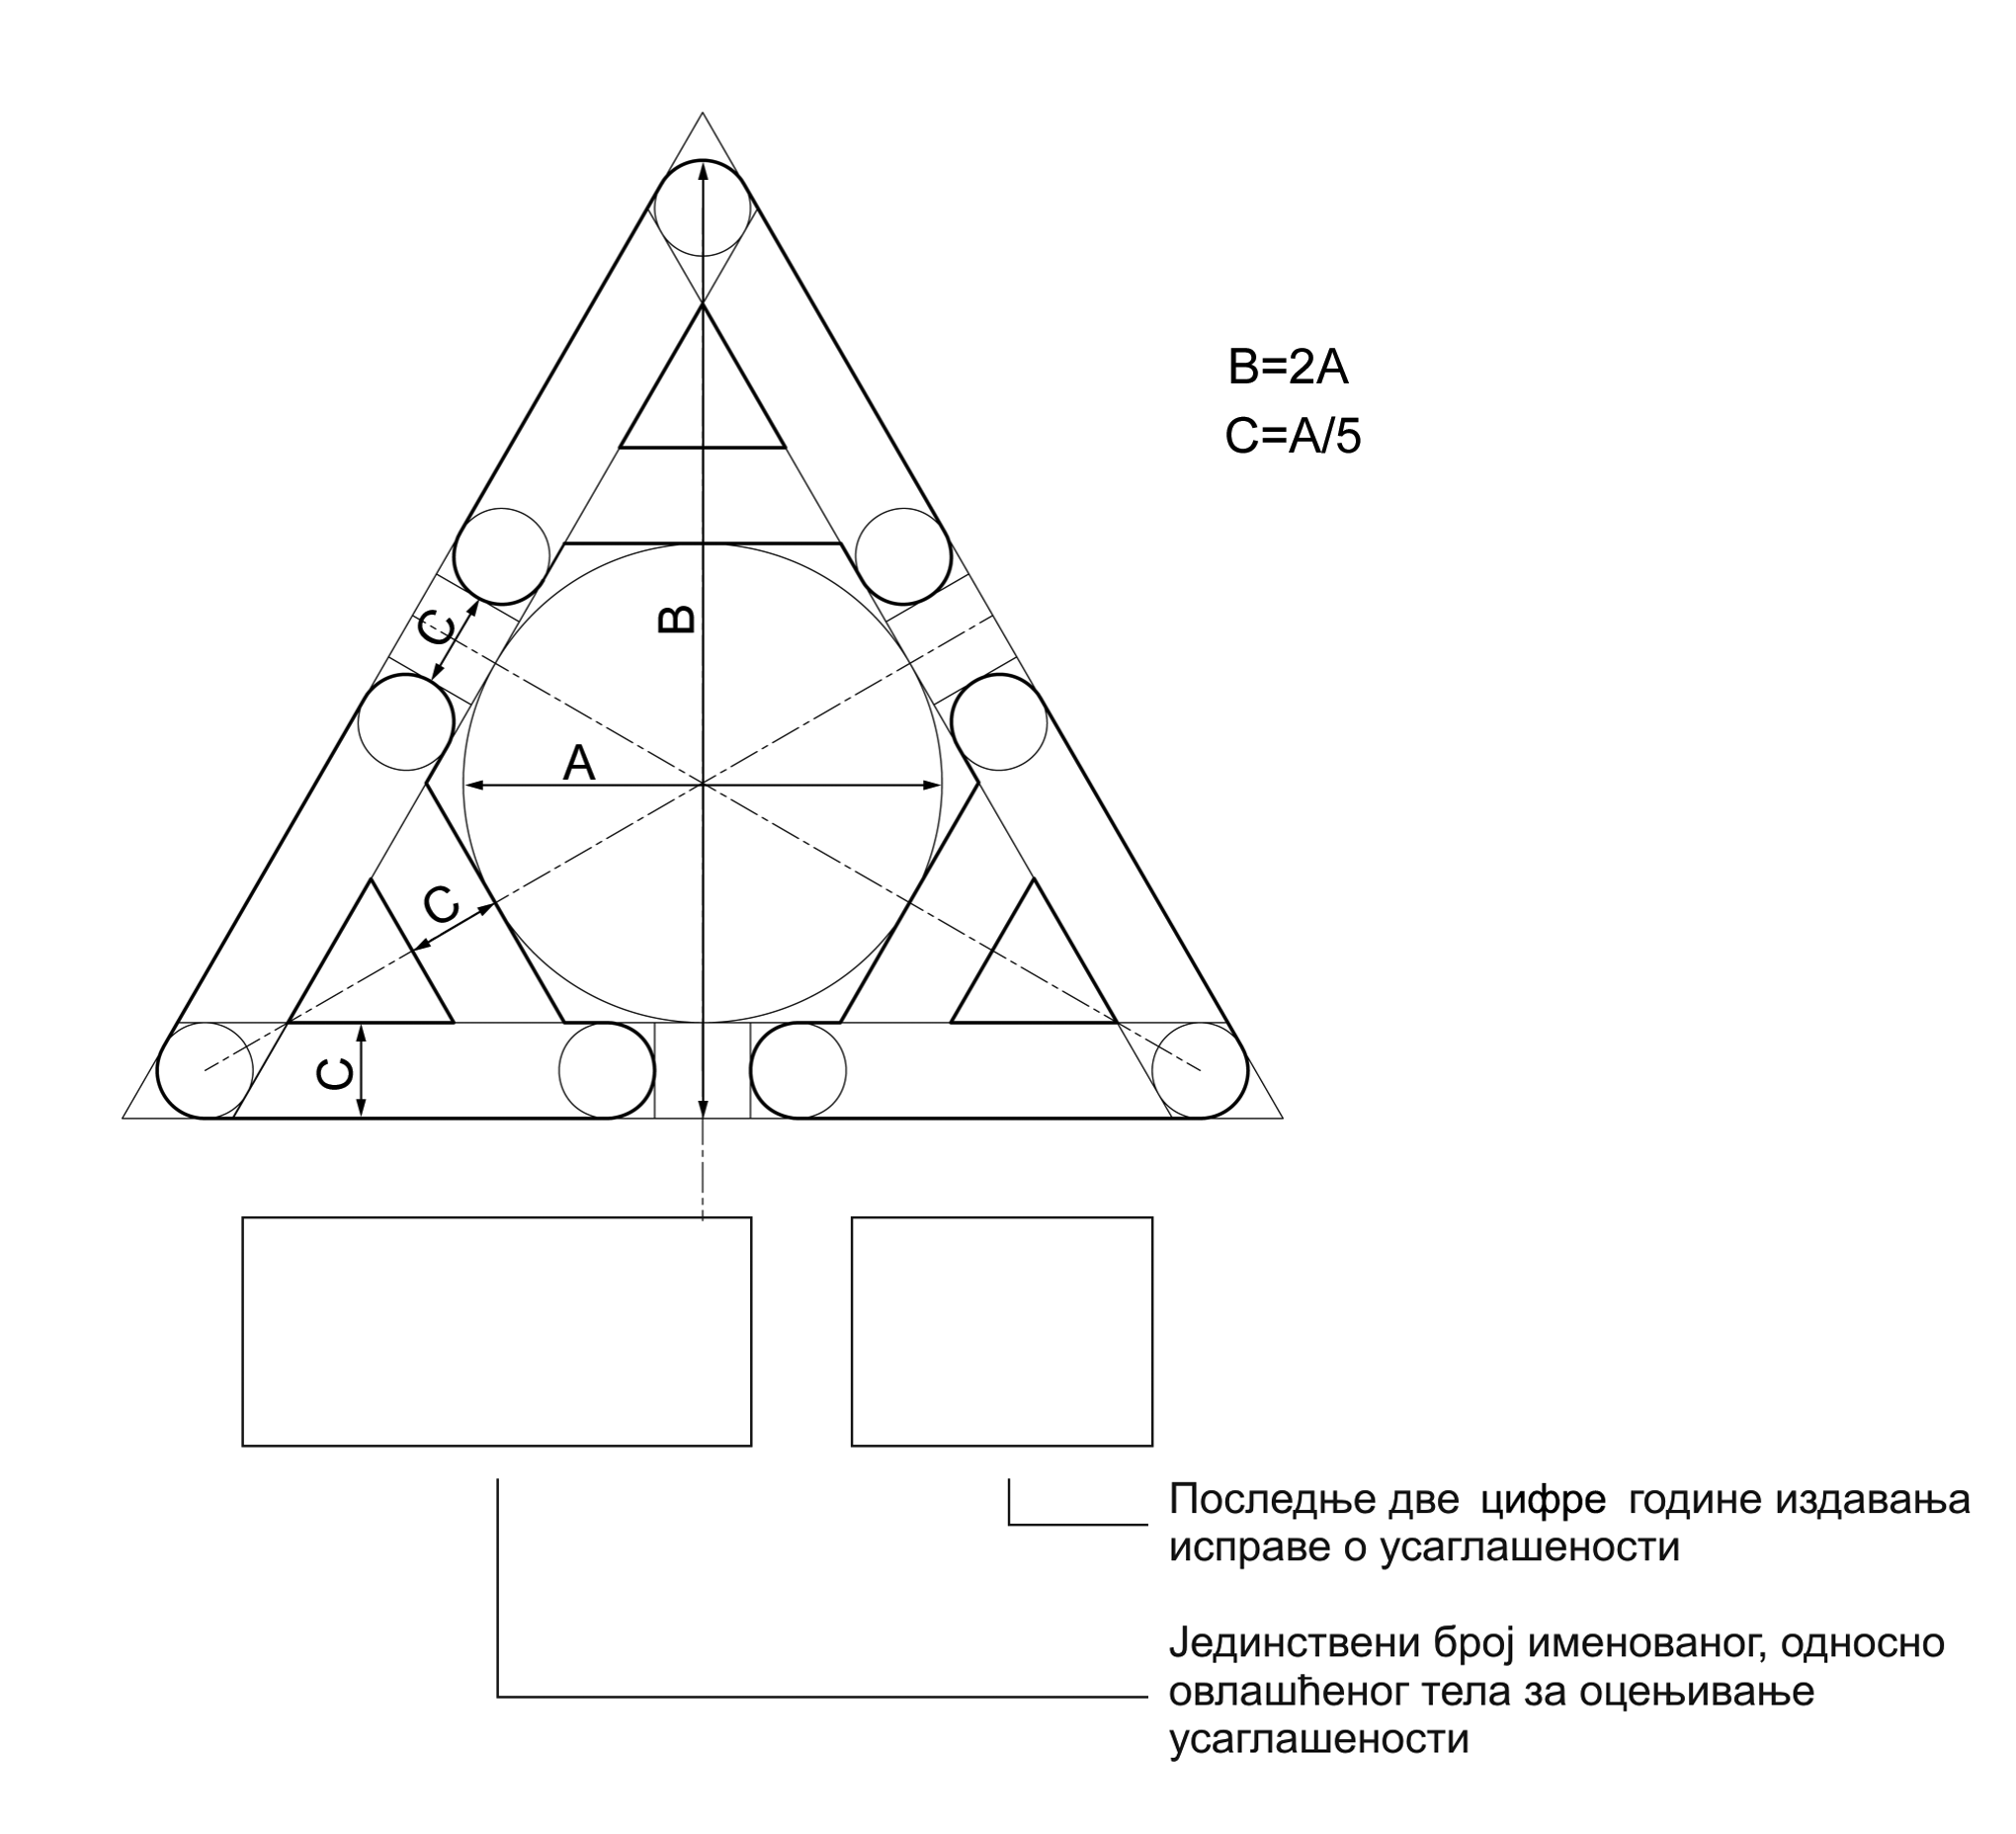 B=2A
C=A/5
C
B
A
C
C
Последње две цифре године издавања
исправе о усаглашености
Јединствени број именованог, односно
овлашћеног тела за оцењивање
усаглашености